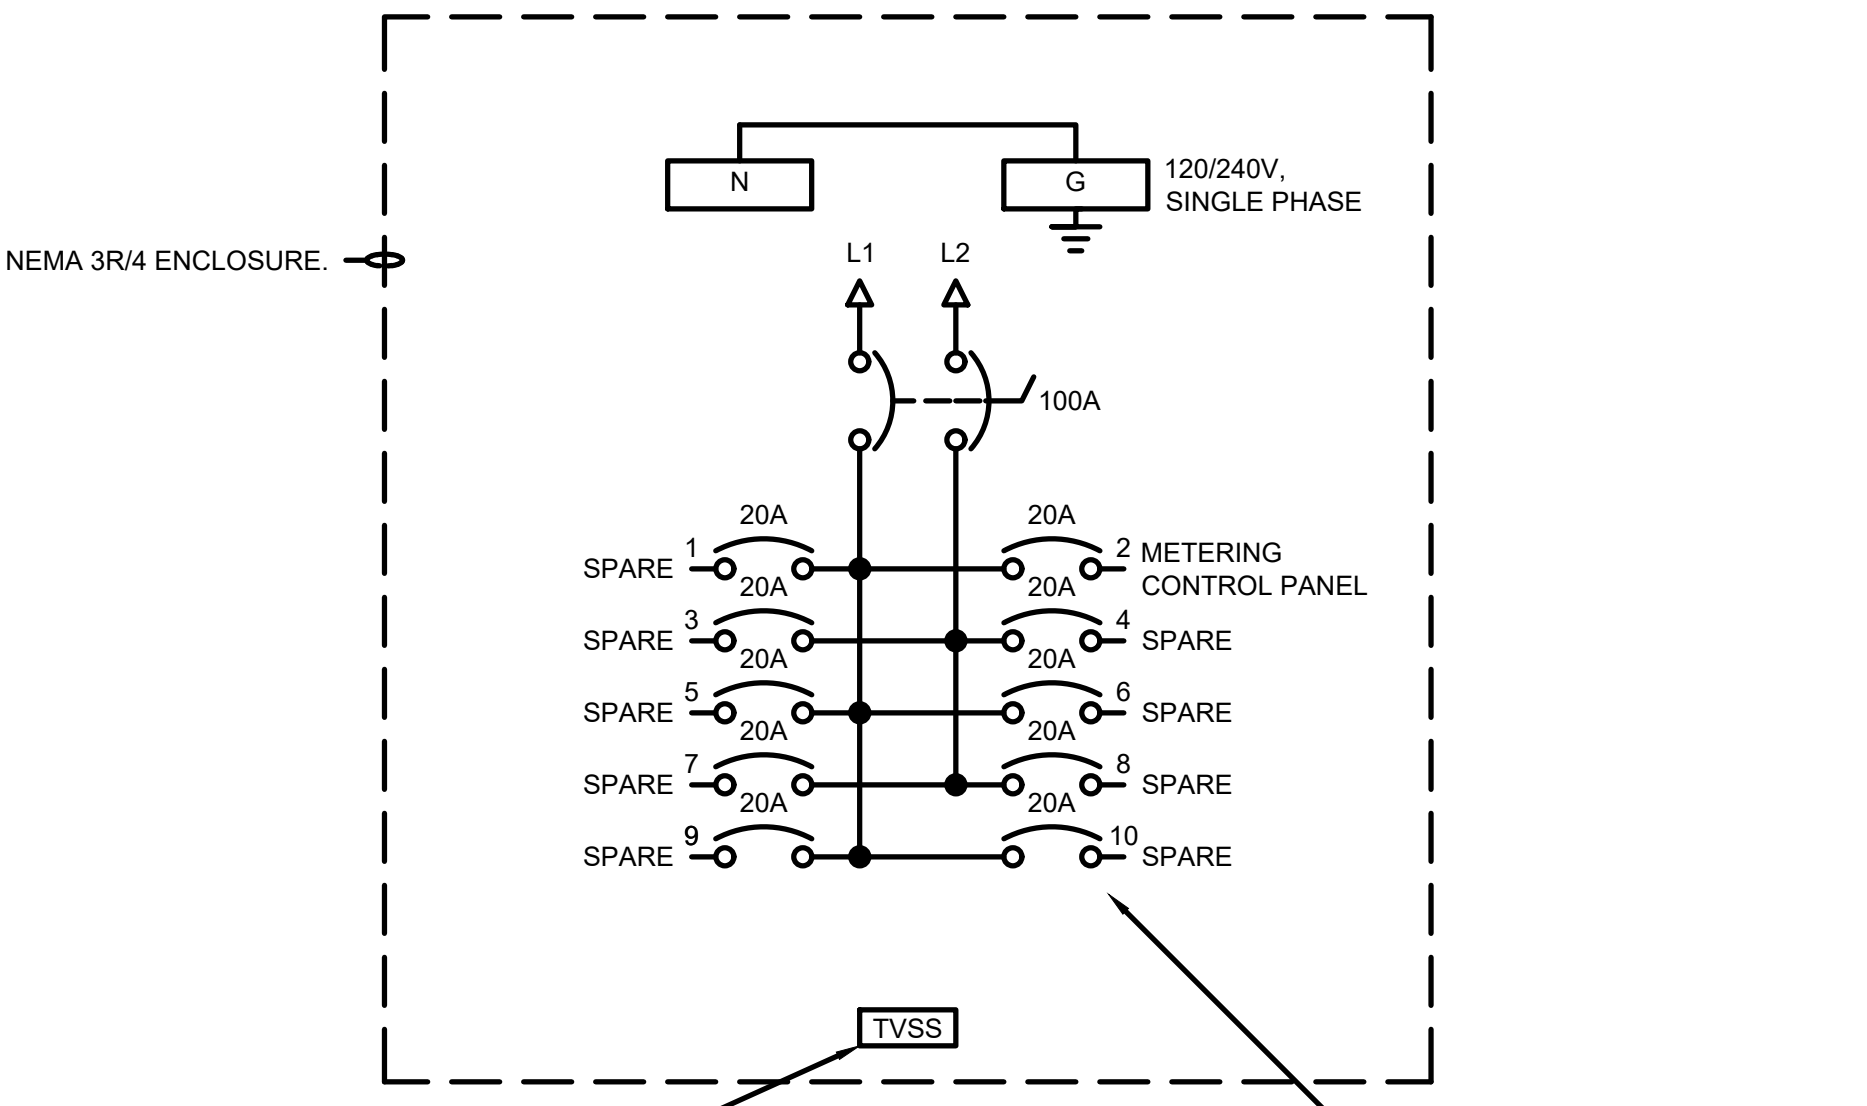 N
G
120/240V,
SINGLE PHASE
NEMA 3R/4 ENCLOSURE.
L1
L2
100A
20A
20A
SPARE
1
2
METERING
CONTROL PANEL
20A
20A
SPARE
3
4
SPARE
20A
20A
SPARE
5
6
SPARE
20A
20A
SPARE
7
8
SPARE
20A
20A
SPARE
9
10
SPARE
TVSS